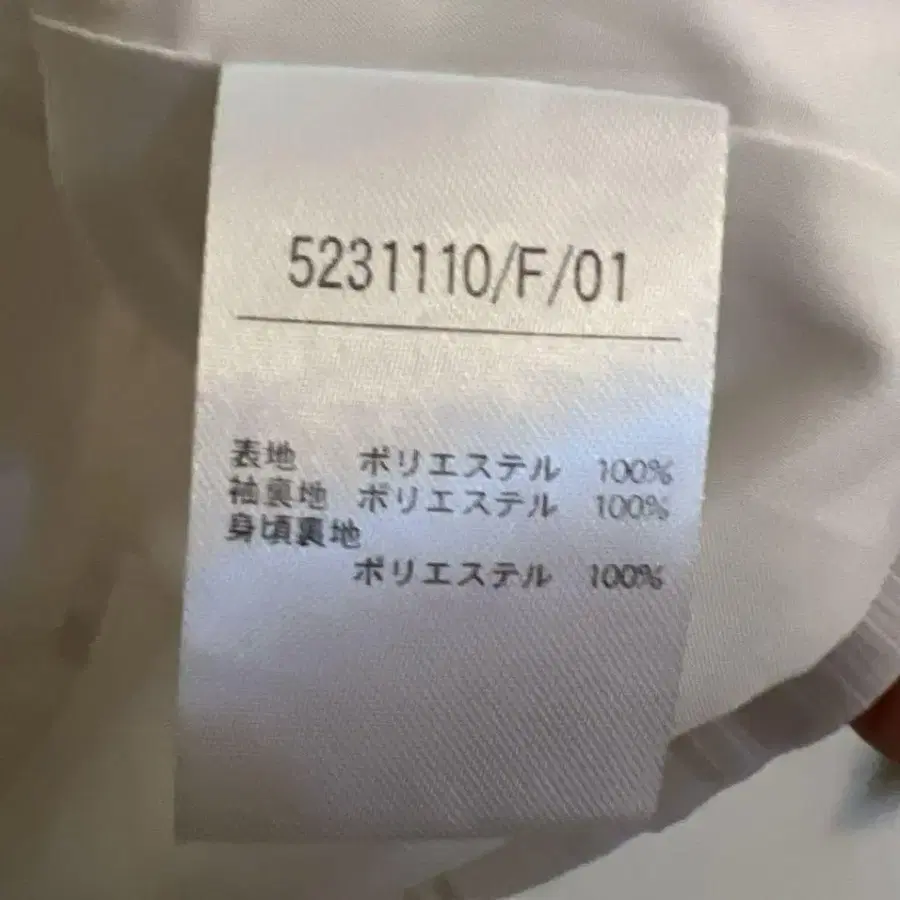 5231110/F/01
表地 ポリエステル 100%
袖裏地 ポリエステル 100%
身頃裏地
ポリエステル 100%